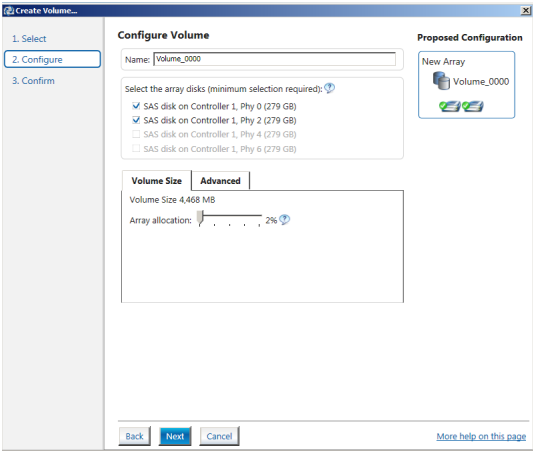 Create Volume...
1. Select
2. Configure
3. Confirm
Configure Volume
Name: Volume_0000
Select the array disks (minimum selection required):
SAS disk on Controller 1, Phy 0 (279 GB)
SAS disk on Controller 1, Phy 2 (279 GB)
SAS disk on Controller 1, Phy 4 (279 GB)
SAS disk on Controller 1, Phy 6 (279 GB)
Volume Size Advanced
Volume Size 4,468 MB
Array allocation: 2%
Proposed Configuration
New Array
Volume_0000
Back Next Cancel
More help on this page